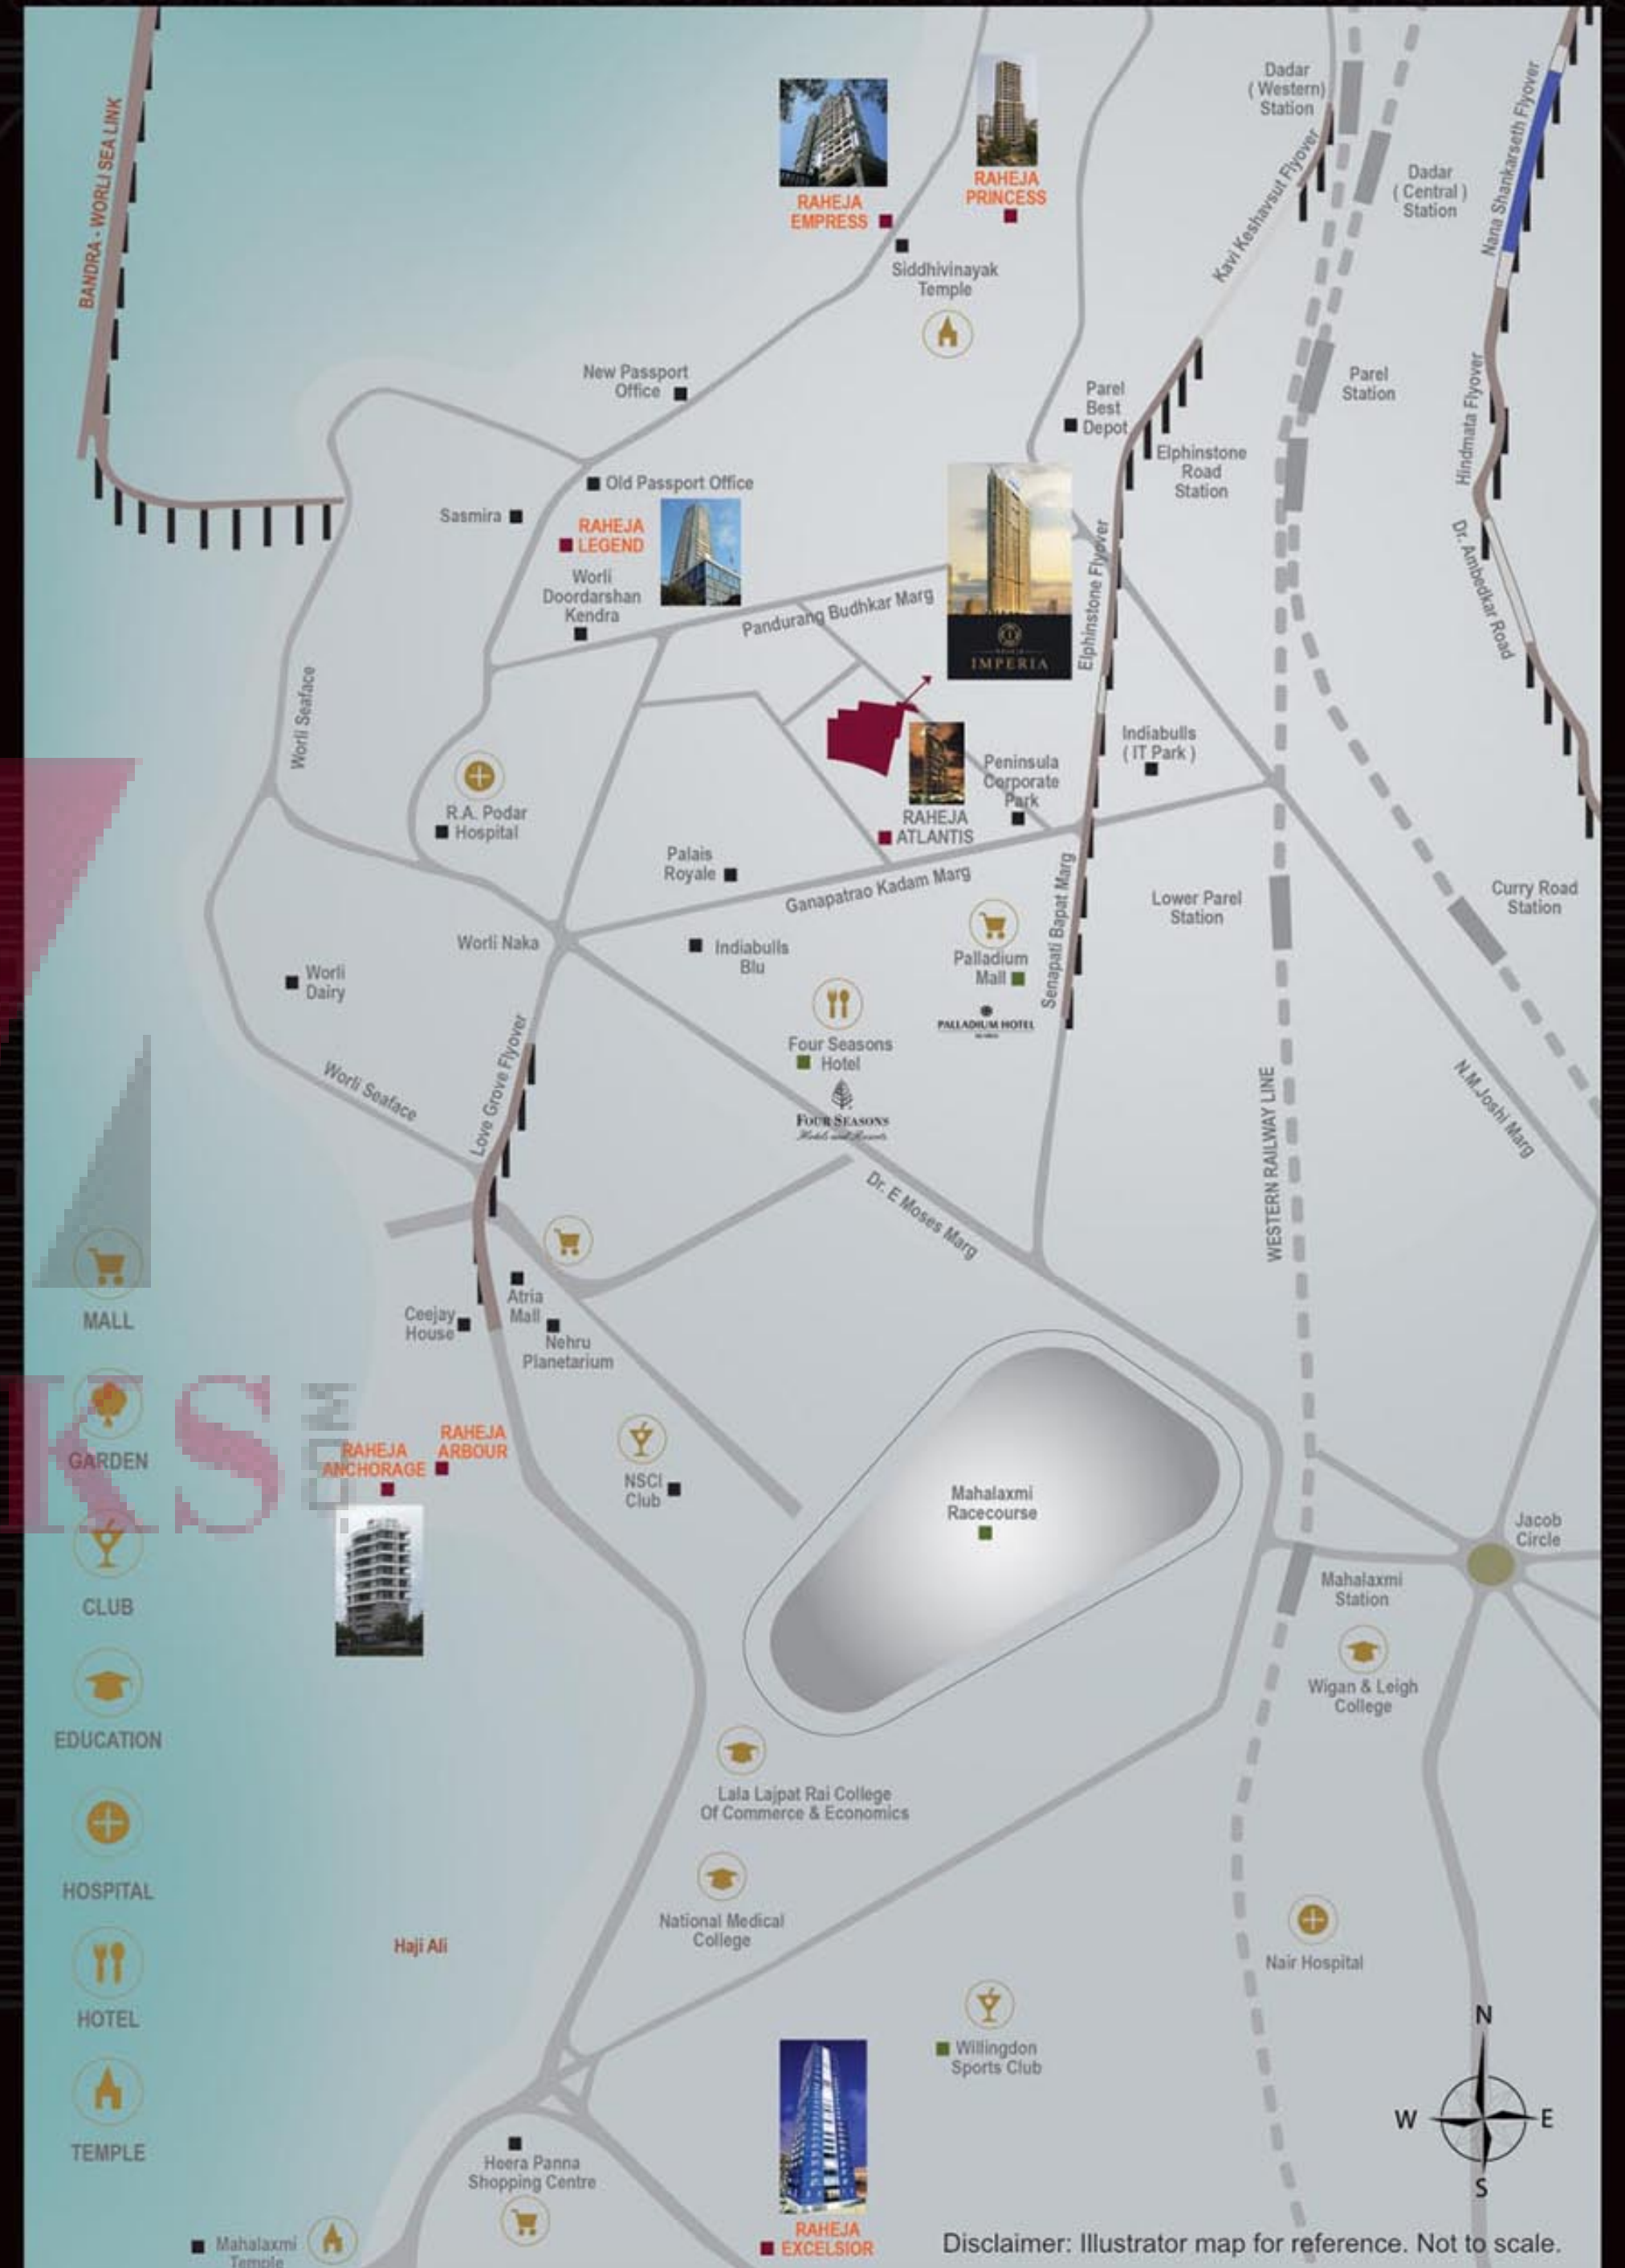 BANDRA - WORLI SEA LINK
RAHEJA
EMPRESS
RAHEJA
PRINCESS
Siddhivinayak
Temple
Dadar
( Western)
Station
Kavi Keshavsut Flyover
Dadar
( Central )
Station
Nana Shankarseth Flyover
New Passport
Office
Parel
Best
Depot
Parel
Station
Hindmata Flyover
Elphinstone
Road
Station
Old Passport Office
Sasmira
RAHEJA
LEGEND
Worli
Doordarshan
Kendra
Pandurang Budhkar Marg
IMPERIA
Elphinstone Flyover
Dr. Ambedkar Road
Worli Seaface
Indiabulls
( IT Park )
Peninsula
Corporate
Park
R.A. Podar
Hospital
RAHEJA
ATLANTIS
Palais
Royale
Ganapatrao Kadam Marg
Senapati Bapat Marg
Lower Parel
Station
Curry Road
Station
Worli Naka
Indiabulls
Blu
Palladium
Mall
PALLADIUM HOTEL
Worli
Dairy
Four Seasons
Hotel
FOUR SEASONS
Hotels and Resorts
Worli Seaface
Love Grove Flyover
WESTERN RAILWAY LINE
N.M.Joshi Marg
Dr. E Moses Marg
MALL
Atria
Mall
Ceejay
House
Nehru
Planetarium
KS
.COM
GARDEN
RAHEJA
ARBOUR
RAHEJA
ANCHORAGE
NSCI
Club
Mahalaxmi
Racecourse
Jacob
Circle
CLUB
Mahalaxmi
Station
Wigan & Leigh
College
EDUCATION
Lala Lajpat Rai College
Of Commerce & Economics
HOSPITAL
National Medical
College
Haji Ali
Nair Hospital
HOTEL
N
W
E
S
Willingdon
Sports Club
TEMPLE
Heera Panna
Shopping Centre
RAHEJA
EXCELSIOR
Mahalaxmi
Temple
Disclaimer: Illustrator map for reference. Not to scale.